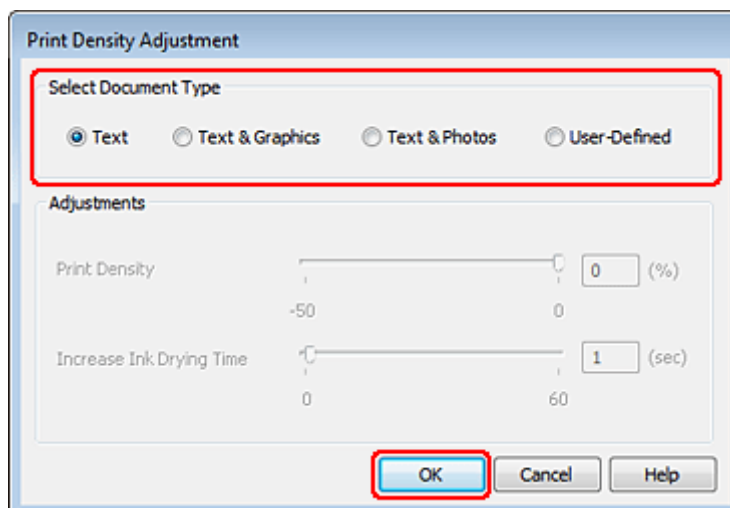 Print Density Adjustment
Select Document Type
Text Text & Graphics Text & Photos User-Defined
Adjustments
Print Density 0 (%)
-50 0
Increase Ink Drying Time 1 (sec)
0 60
OK Cancel Help